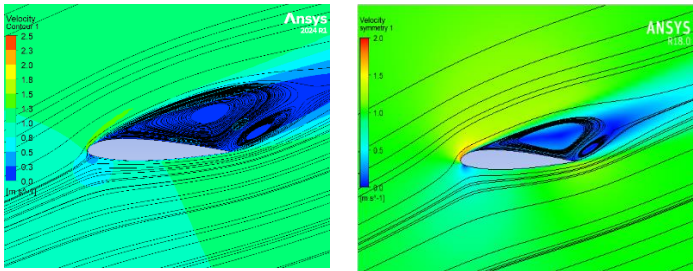 Velocity
Contour 1
2.5
2.3
2.0
1.8
1.5
1.3
1.0
0.8
0.5
0.3
0.0
[m s^-1]
Ansys
2024 R1
Velocity
symmetry 1
2.0
1.5
1.0
0.5
0.0
[m s^-1]
ANSYS
R18.0